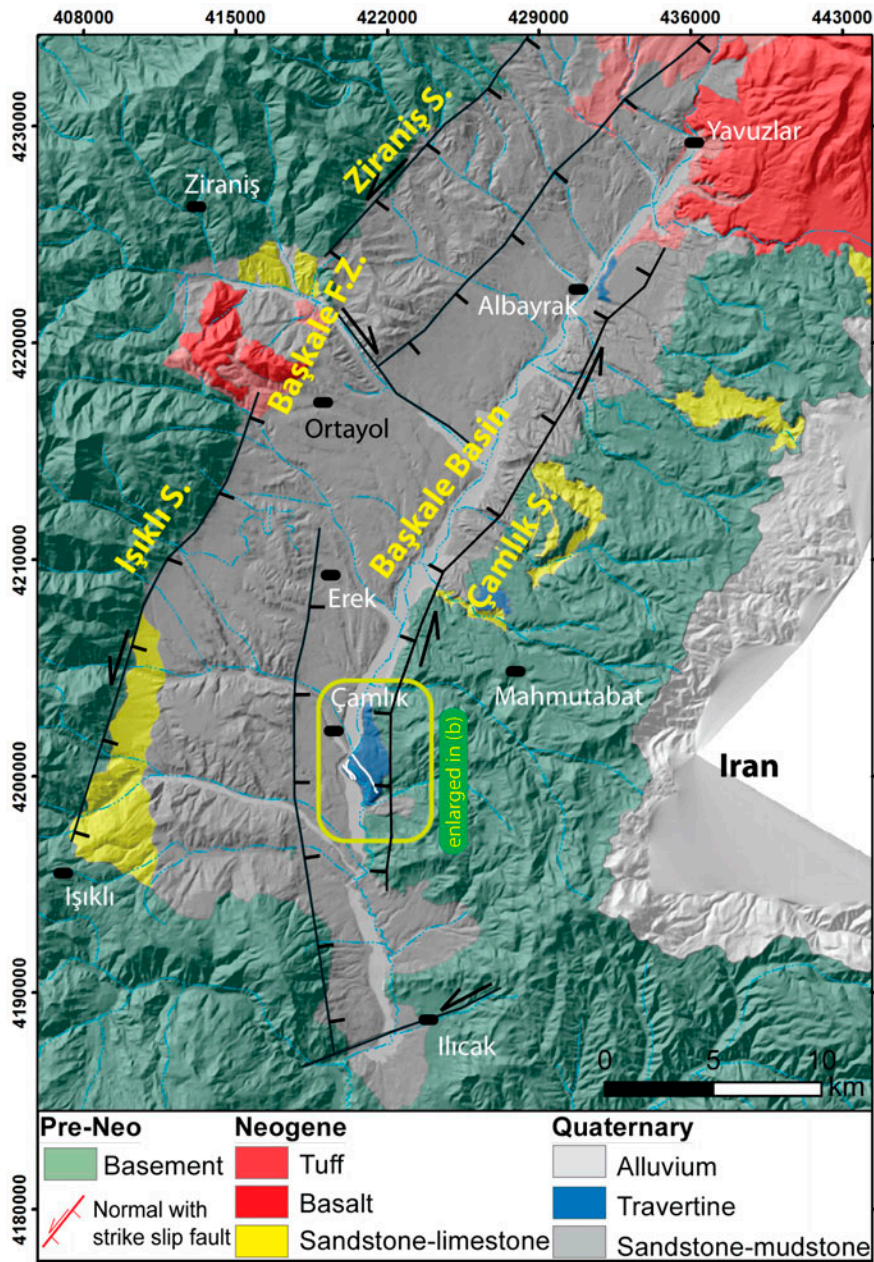 408000 415000 422000 429000 436000 443000
4230000
4220000
4210000
4200000
4190000
4180000
Ziraniş S.
Yavuzlar
Ziraniş
Başkale F.Z.
Albayrak
Ortayol
Işıklı S.
Başkale Basin
Çamlık S.
Erek
Mahmutabat
Çamlık
enlarged in (b)
Iran
Işıklı
Ilıcak
0 5 10
km
Pre-Neo
Basement
Normal with
strike slip fault
Neogene
Tuff
Basalt
Sandstone-limestone
Quaternary
Alluvium
Travertine
Sandstone-mudstone